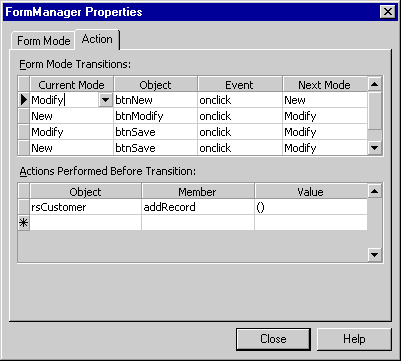 FormManager Properties
Form Mode Action
Form Mode Transitions:
Current Mode Object Event Next Mode
Modify btnNew onclick New
New btnModify onclick Modify
Modify btnSave onclick Modify
New btnSave onclick Modify
Actions Performed Before Transition:
Object Member Value
rsCustomer addRecord ()
Close Help